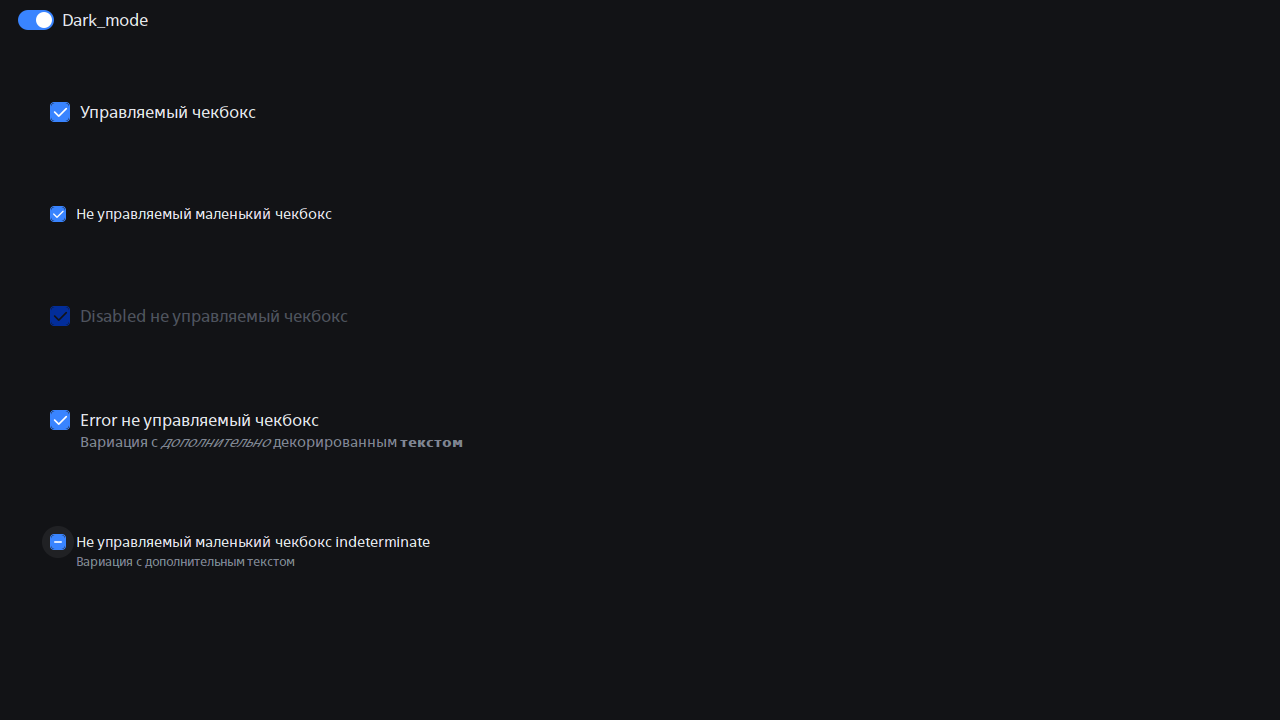 Dark_mode
Управляемый чекбокс
Не управляемый маленький чекбокс
Disabled не управляемый чекбокс
Error не управляемый чекбокс
Вариация с дополнительно декорированным текстом
Не управляемый маленький чекбокс indeterminate
Вариация с дополнительным текстом